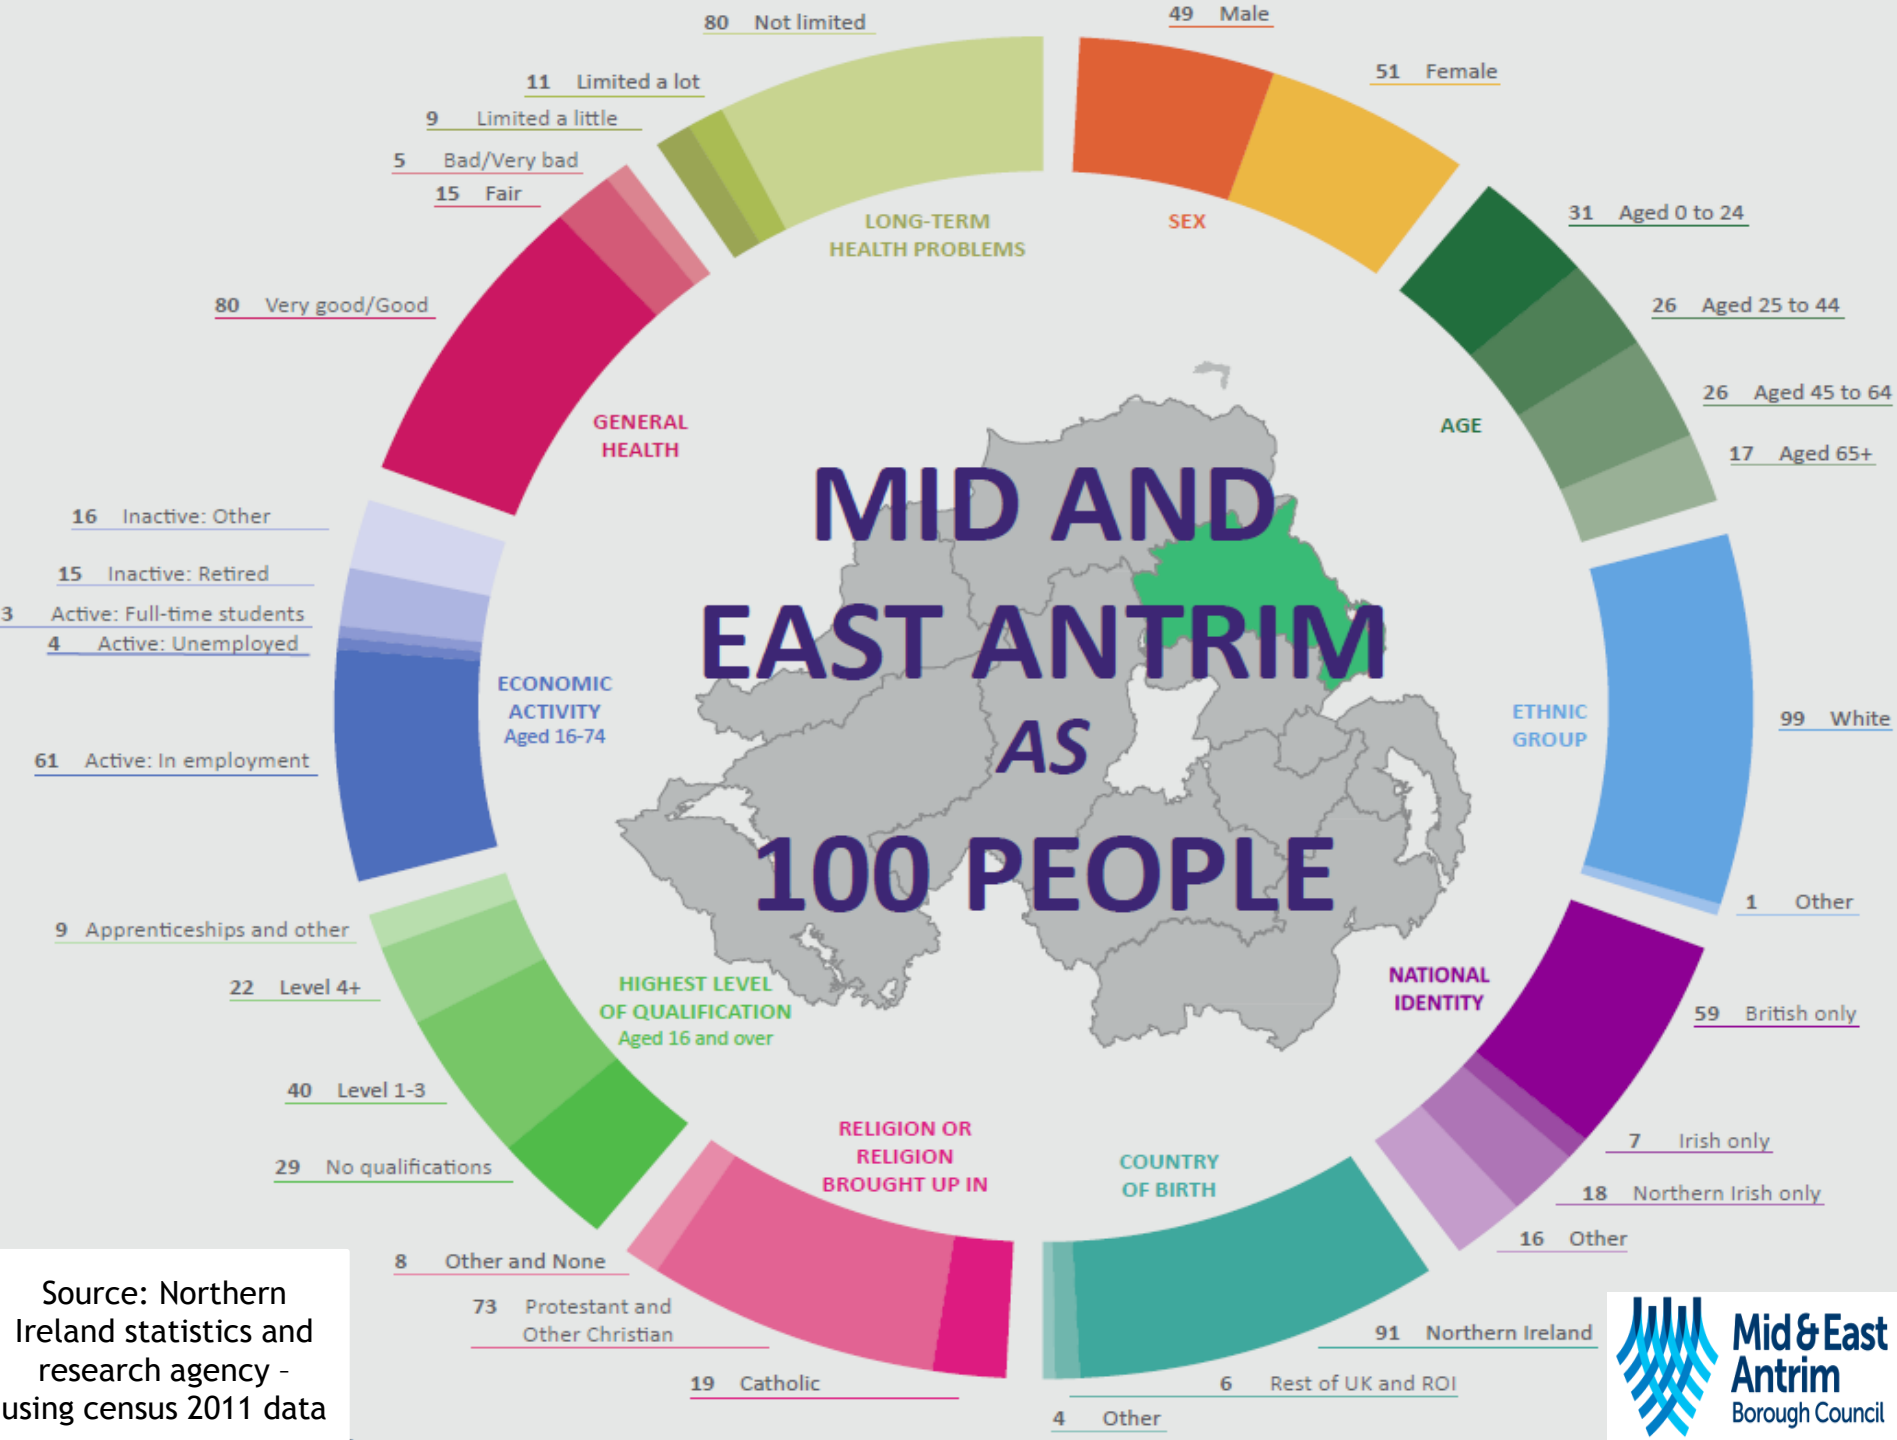 MID AND
EAST ANTRIM
AS
100 PEOPLE
49 Male
51 Female
SEX
31 Aged 0 to 24
26 Aged 25 to 44
26 Aged 45 to 64
17 Aged 65+
AGE
99 White
1 Other
ETHNIC
GROUP
59 British only
7 Irish only
18 Northern Irish only
16 Other
NATIONAL
IDENTITY
91 Northern Ireland
6 Rest of UK and ROI
4 Other
COUNTRY
OF BIRTH
19 Catholic
73 Protestant and
Other Christian
8 Other and None
RELIGION OR
RELIGION
BROUGHT UP IN
29 No qualifications
40 Level 1-3
22 Level 4+
9 Apprenticeships and other
HIGHEST LEVEL
OF QUALIFICATION
Aged 16 and over
61 Active: In employment
4 Active: Unemployed
3 Active: Full-time students
15 Inactive: Retired
16 Inactive: Other
ECONOMIC
ACTIVITY
Aged 16-74
80 Very good/Good
15 Fair
5 Bad/Very bad
GENERAL
HEALTH
9 Limited a little
11 Limited a lot
80 Not limited
LONG-TERM
HEALTH PROBLEMS
Source: Northern
Ireland statistics and
research agency –
using census 2011 data
Mid & East
Antrim
Borough Council